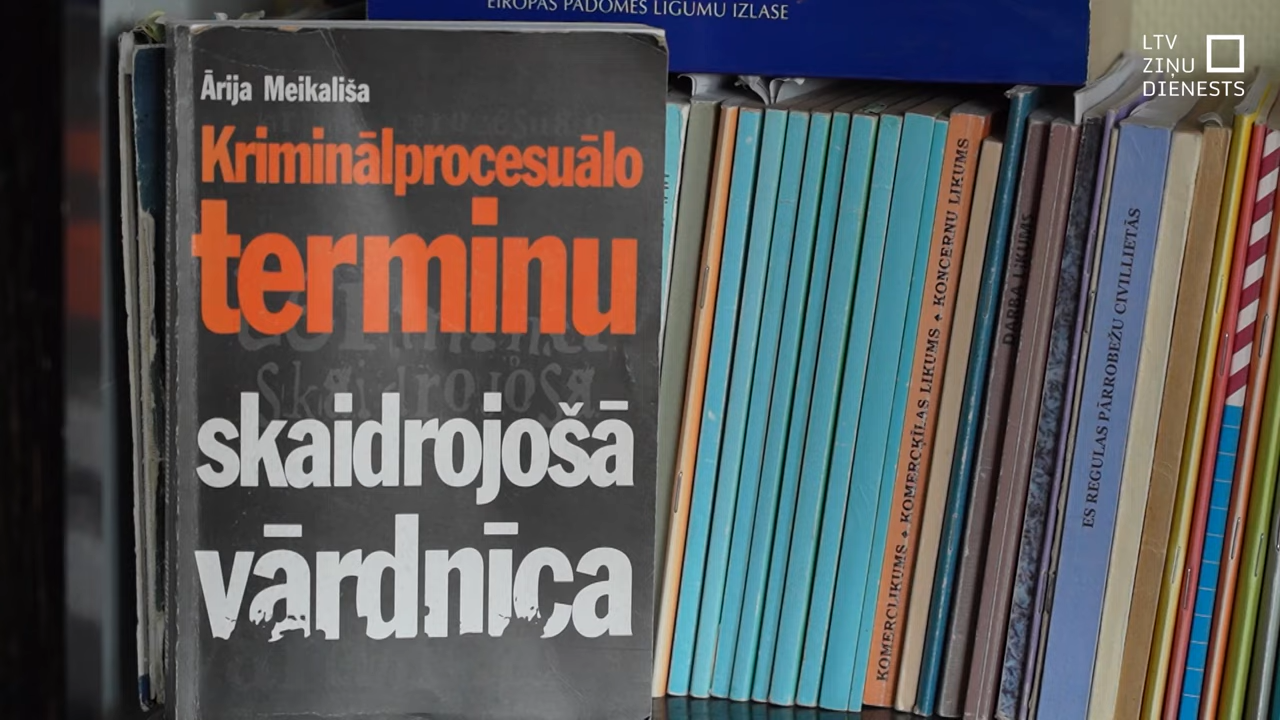 EIROPAS PADOMES LĪGUMU IZLASE
LTV
ZIŅU
DIENESTS
Ārija Meikališa
Kriminālprocesuālo
terminu
skaidrojošā
vārdnīca
KOMERCLIKUMS ♦ KOMERCĶĪLAS LIKUMS ♦ KONCERNU LIKUMS
DARBA LIKUMS
ES REGULAS PĀRROBEŽU CIVILLIETĀS